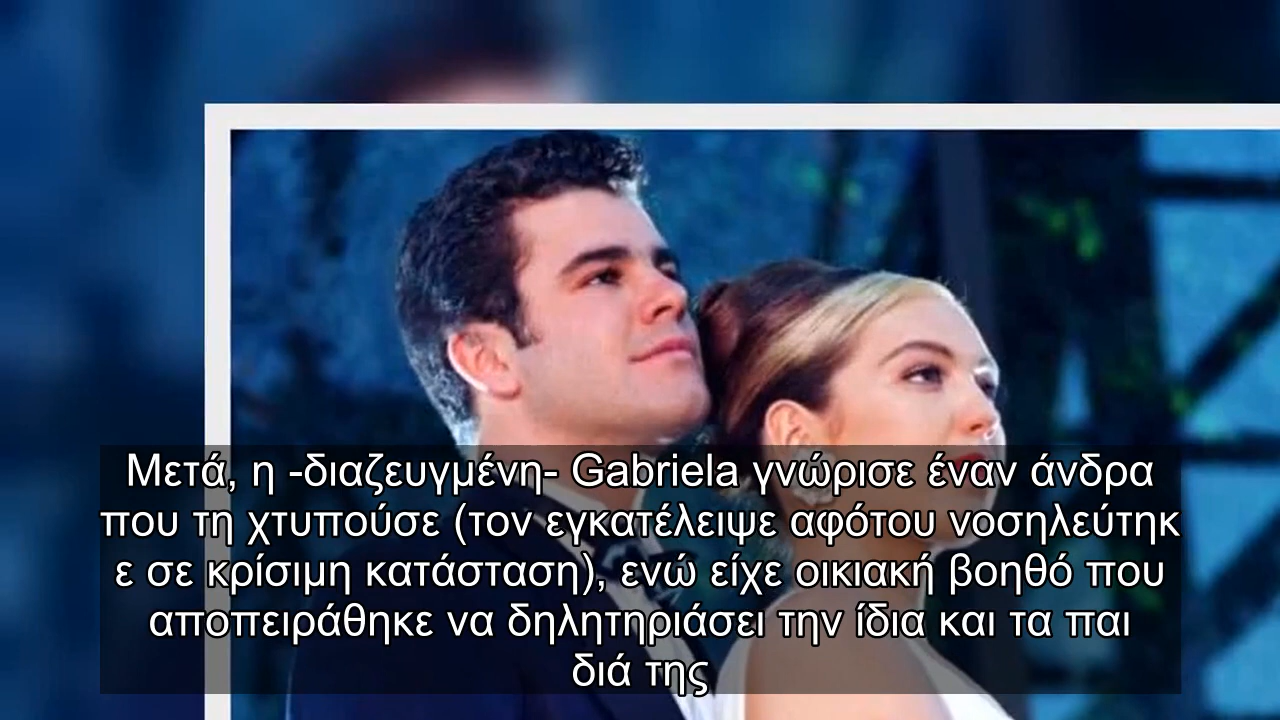 Μετά, η -διαζευγμένη- Gabriela γνώρισε έναν άνδρα
που τη χτυπούσε (τον εγκατέλειψε αφότου νοσηλεύτηκ
ε σε κρίσιμη κατάσταση), ενώ είχε οικιακή βοηθό που
αποπειράθηκε να δηλητηριάσει την ίδια και τα παι
διά της